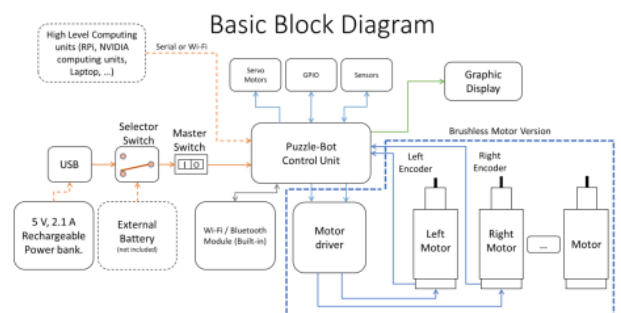 Basic Block Diagram
High Level Computing
units (RPi, NVIDIA
computing units,
Laptop, ...)
Serial or Wi-Fi
Servo
Motors
GPIO
Sensors
Graphic
Display
Selector
Switch
Master
Switch
USB
I O
Puzzle-Bot
Control Unit
Brushless Motor Version
Left
Encoder
Right
Encoder
5 V, 2.1 A
Rechargeable
Power bank.
External
Battery
(not included)
Wi-Fi / Bluetooth
Module (Built-in)
Motor
driver
Left
Motor
Right
Motor
...
Motor